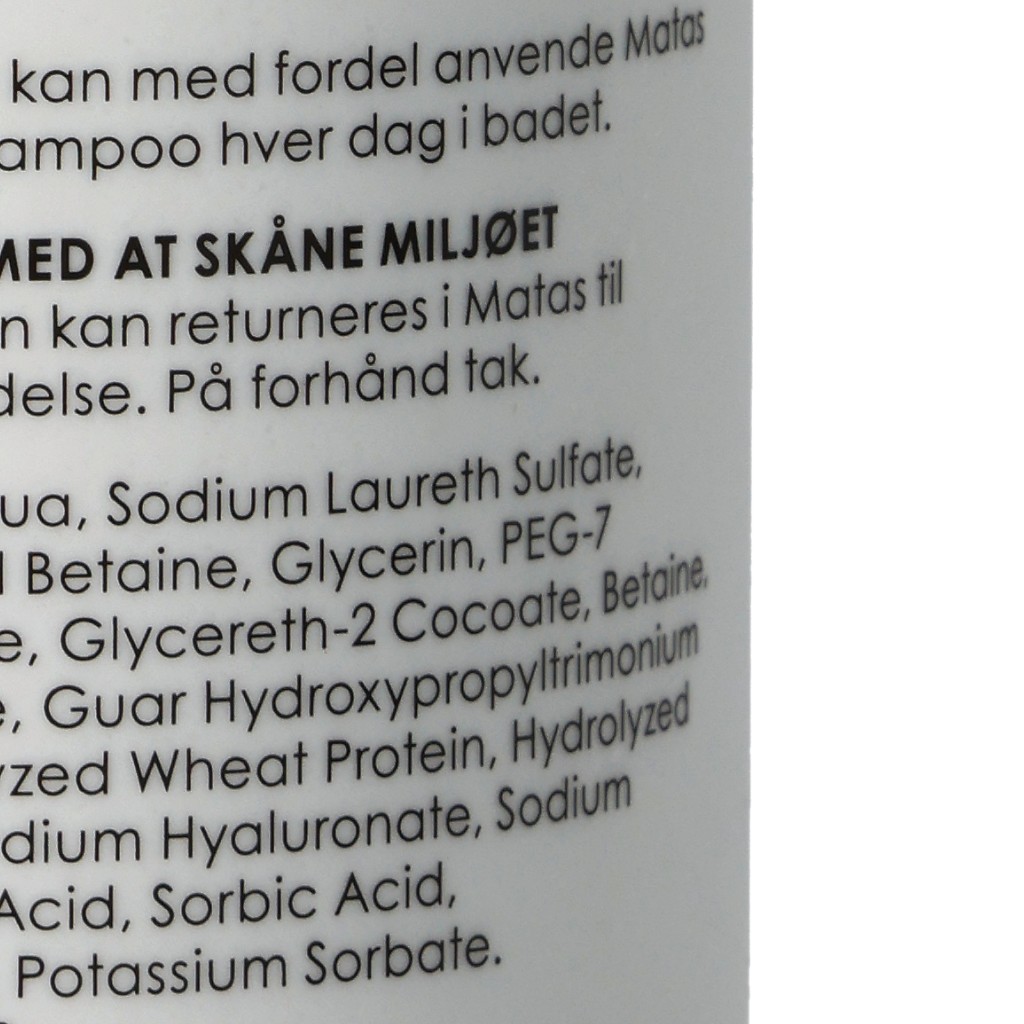 kan med fordel anvende Matas
ampoo hver dag i badet.
MED AT SKÅNE MILJØET
n kan returneres i Matas til
delse. På forhånd tak.
ua, Sodium Laureth Sulfate,
l Betaine, Glycerin, PEG-7
e, Glycereth-2 Cocoate, Betaine,
e, Guar Hydroxypropyltrimonium
yzed Wheat Protein, Hydrolyzed
dium Hyaluronate, Sodium
Acid, Sorbic Acid,
Potassium Sorbate.